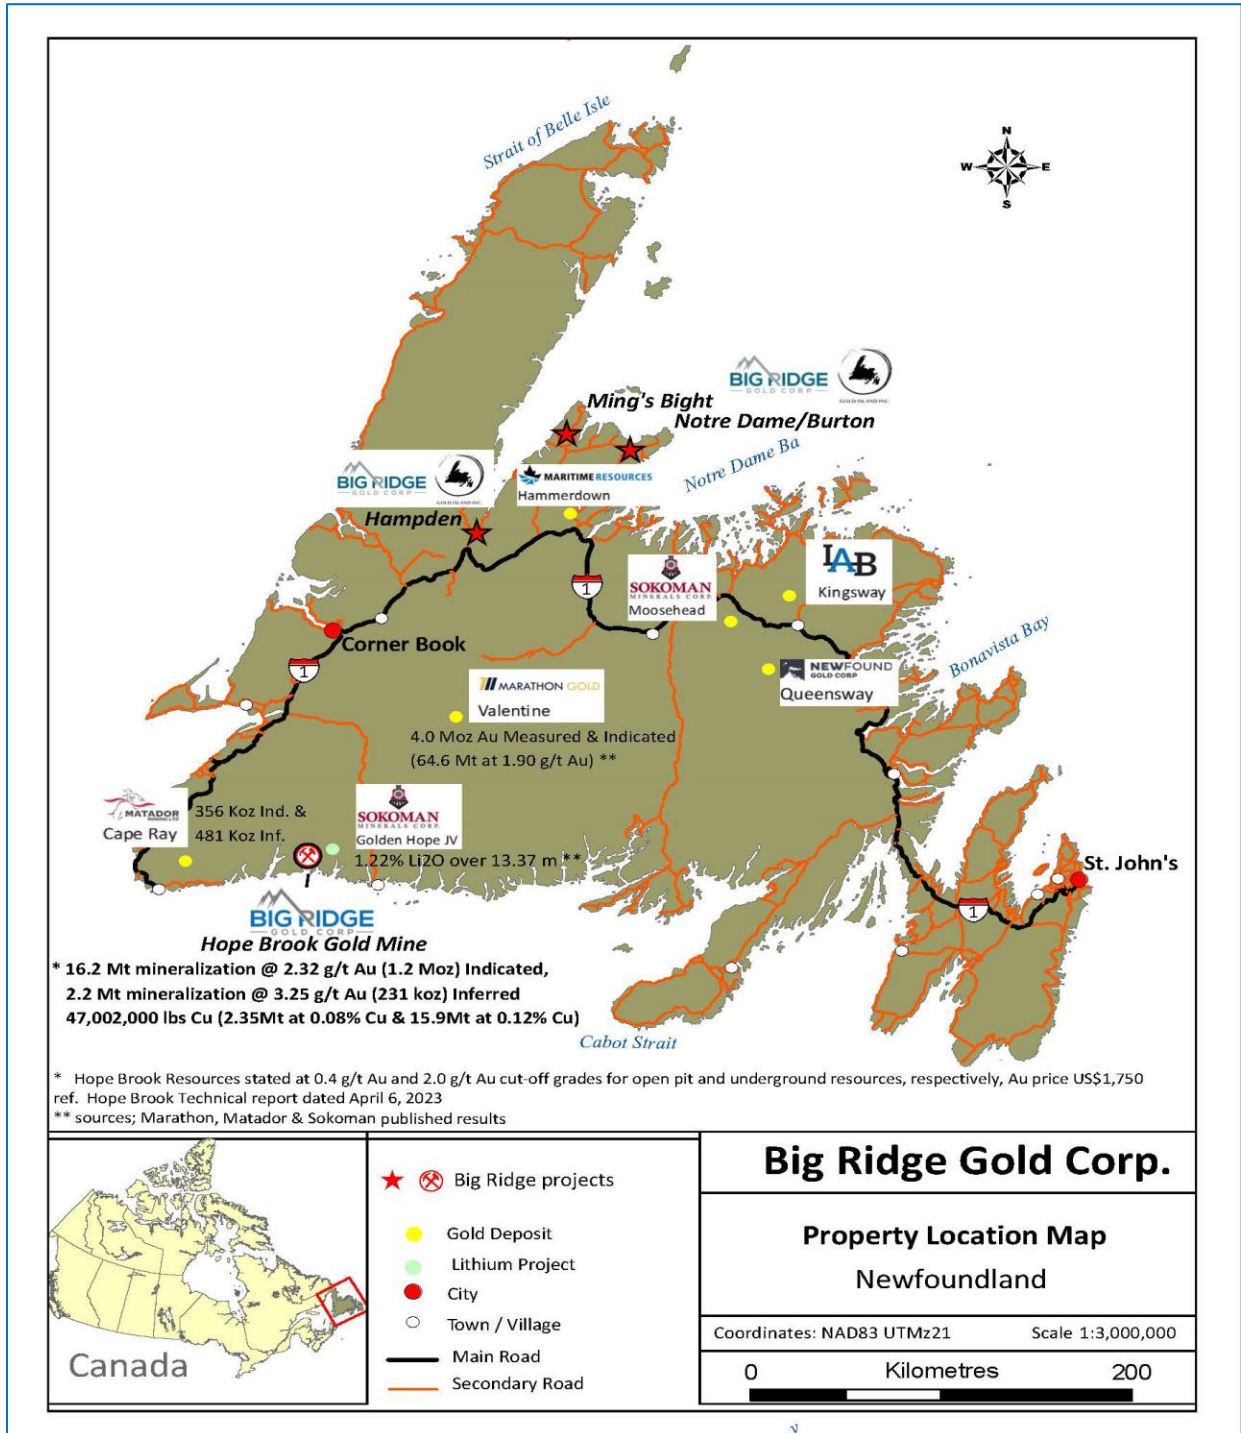 N
W E
S
Strait of Belle Isle
BIG RIDGE
GOLD CORP
GOLD ISLAND INC.
Ming's Bight
Notre Dame/Burton
Notre Dame Ba
BIG RIDGE
GOLD CORP
GOLD ISLAND INC.
MARITIME RESOURCES
Hammerdown
Hampden
IAB
Kingsway
1
SOKOMAN
MINERALS CORP.
Moosehead
Corner Book
Bonavista Bay
1
NEWFOUND
GOLD CORP
Queensway
MARATHON GOLD
Valentine
4.0 Moz Au Measured & Indicated
(64.6 Mt at 1.90 g/t Au) **
MATADOR
MINING LTD
Cape Ray
356 Koz Ind. &
481 Koz Inf.
SOKOMAN
MINERALS CORP.
Golden Hope JV
1.22% Li2O over 13.37 m **
St. John's
1
BIG RIDGE
GOLD CORP
Hope Brook Gold Mine
* 16.2 Mt mineralization @ 2.32 g/t Au (1.2 Moz) Indicated,
2.2 Mt mineralization @ 3.25 g/t Au (231 koz) Inferred
47,002,000 lbs Cu (2.35Mt at 0.08% Cu & 15.9Mt at 0.12% Cu)
Cabot Strait
* Hope Brook Resources stated at 0.4 g/t Au and 2.0 g/t Au cut-off grades for open pit and underground resources, respectively, Au price US$1,750
ref. Hope Brook Technical report dated April 6, 2023
** sources; Marathon, Matador & Sokoman published results
Canada
Big Ridge projects
Gold Deposit
Lithium Project
City
Town / Village
Main Road
Secondary Road
Big Ridge Gold Corp.
Property Location Map
Newfoundland
Coordinates: NAD83 UTMz21 Scale 1:3,000,000
0 Kilometres 200
y